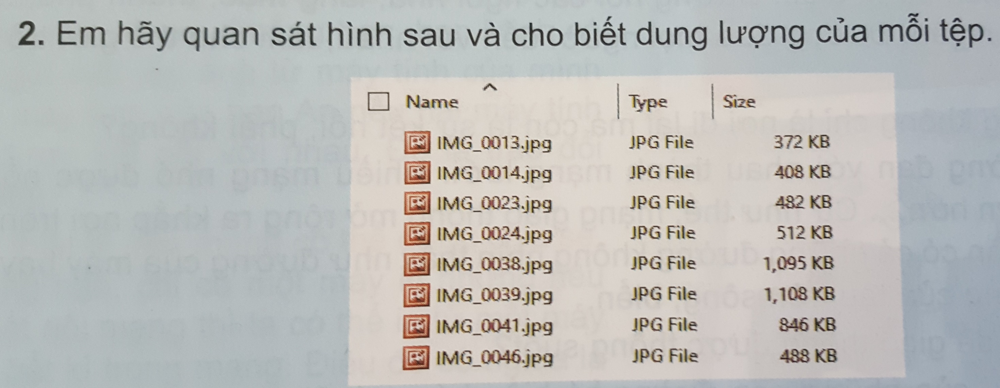 2. Em hãy quan sát hình sau và cho biết dung lượng của mỗi tệp.
Name Type Size
IMG_0013.jpg JPG File 372 KB
IMG_0014.jpg JPG File 408 KB
IMG_0023.jpg JPG File 482 KB
IMG_0024.jpg JPG File 512 KB
IMG_0038.jpg JPG File 1,095 KB
IMG_0039.jpg JPG File 1,108 KB
IMG_0041.jpg JPG File 846 KB
IMG_0046.jpg JPG File 488 KB